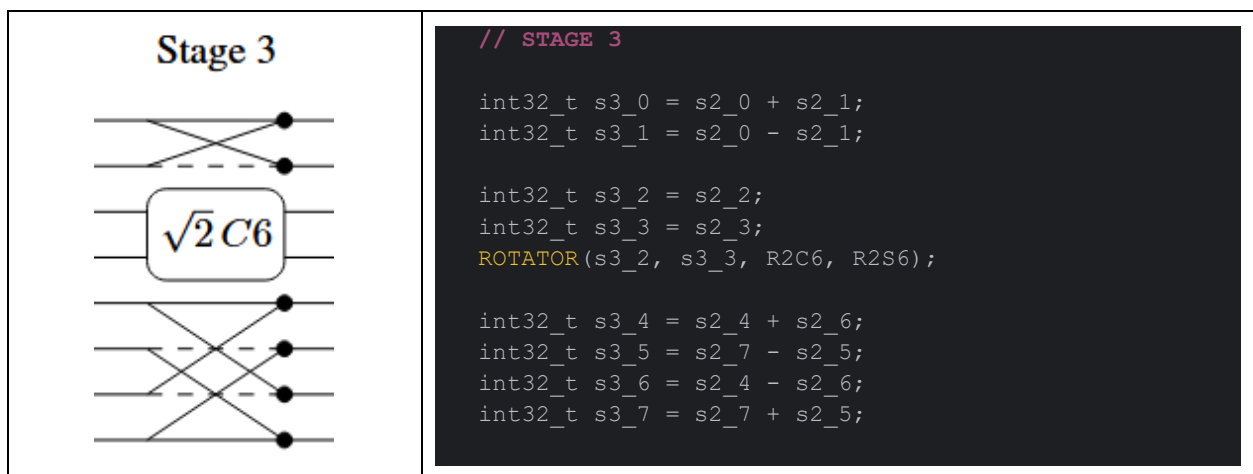 Stage 3
√2 C6
// STAGE 3
int32_t s3_0 = s2_0 + s2_1;
int32_t s3_1 = s2_0 - s2_1;
int32_t s3_2 = s2_2;
int32_t s3_3 = s2_3;
ROTATOR(s3_2, s3_3, R2C6, R2S6);
int32_t s3_4 = s2_4 + s2_6;
int32_t s3_5 = s2_7 - s2_5;
int32_t s3_6 = s2_4 - s2_6;
int32_t s3_7 = s2_7 + s2_5;